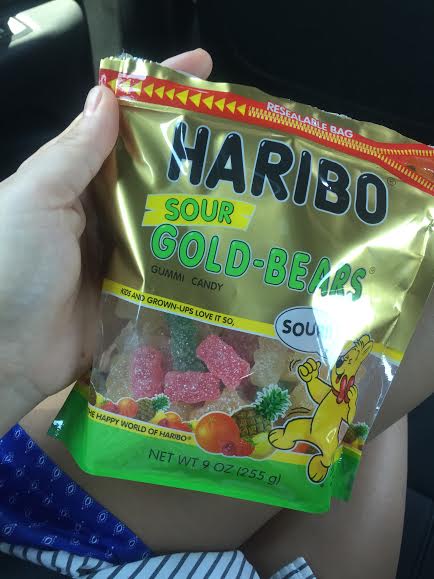 RESEALABLE BAG
HARIBO®
SOUR
GOLD-BEARS®
GUMMI CANDY
KIDS AND GROWN-UPS LOVE IT SO,
SOUR!
THE HAPPY WORLD OF HARIBO®
NET WT 9 OZ (255 g)